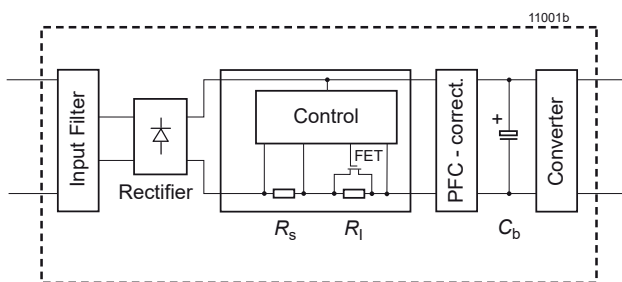 11001b
Input Filter
Rectifier
Control
FET
Rs
Rl
PFC - correct.
+
Cb
Converter